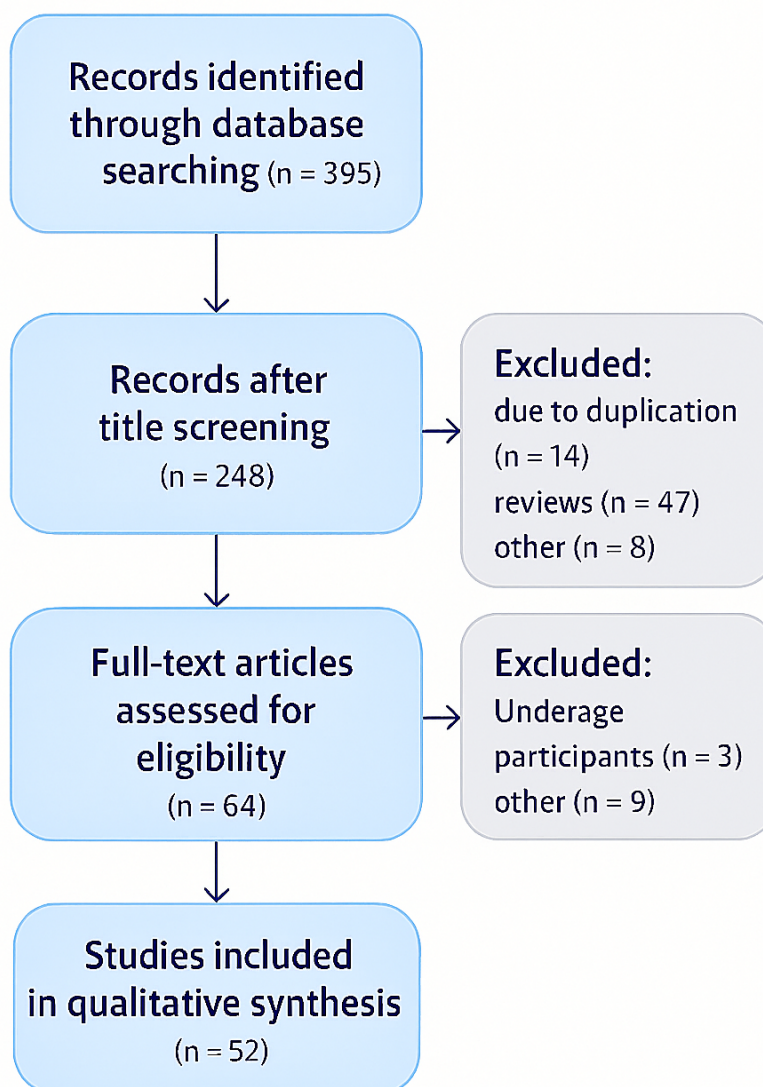 Records identified
through database
searching (n = 395)
Records after
title screening
(n = 248)
Excluded:
due to duplication
(n = 14)
reviews (n = 47)
other (n = 8)
Full-text articles
assessed for
eligibility
(n = 64)
Excluded:
Underage
participants (n = 3)
other (n = 9)
Studies included
in qualitative synthesis
(n = 52)